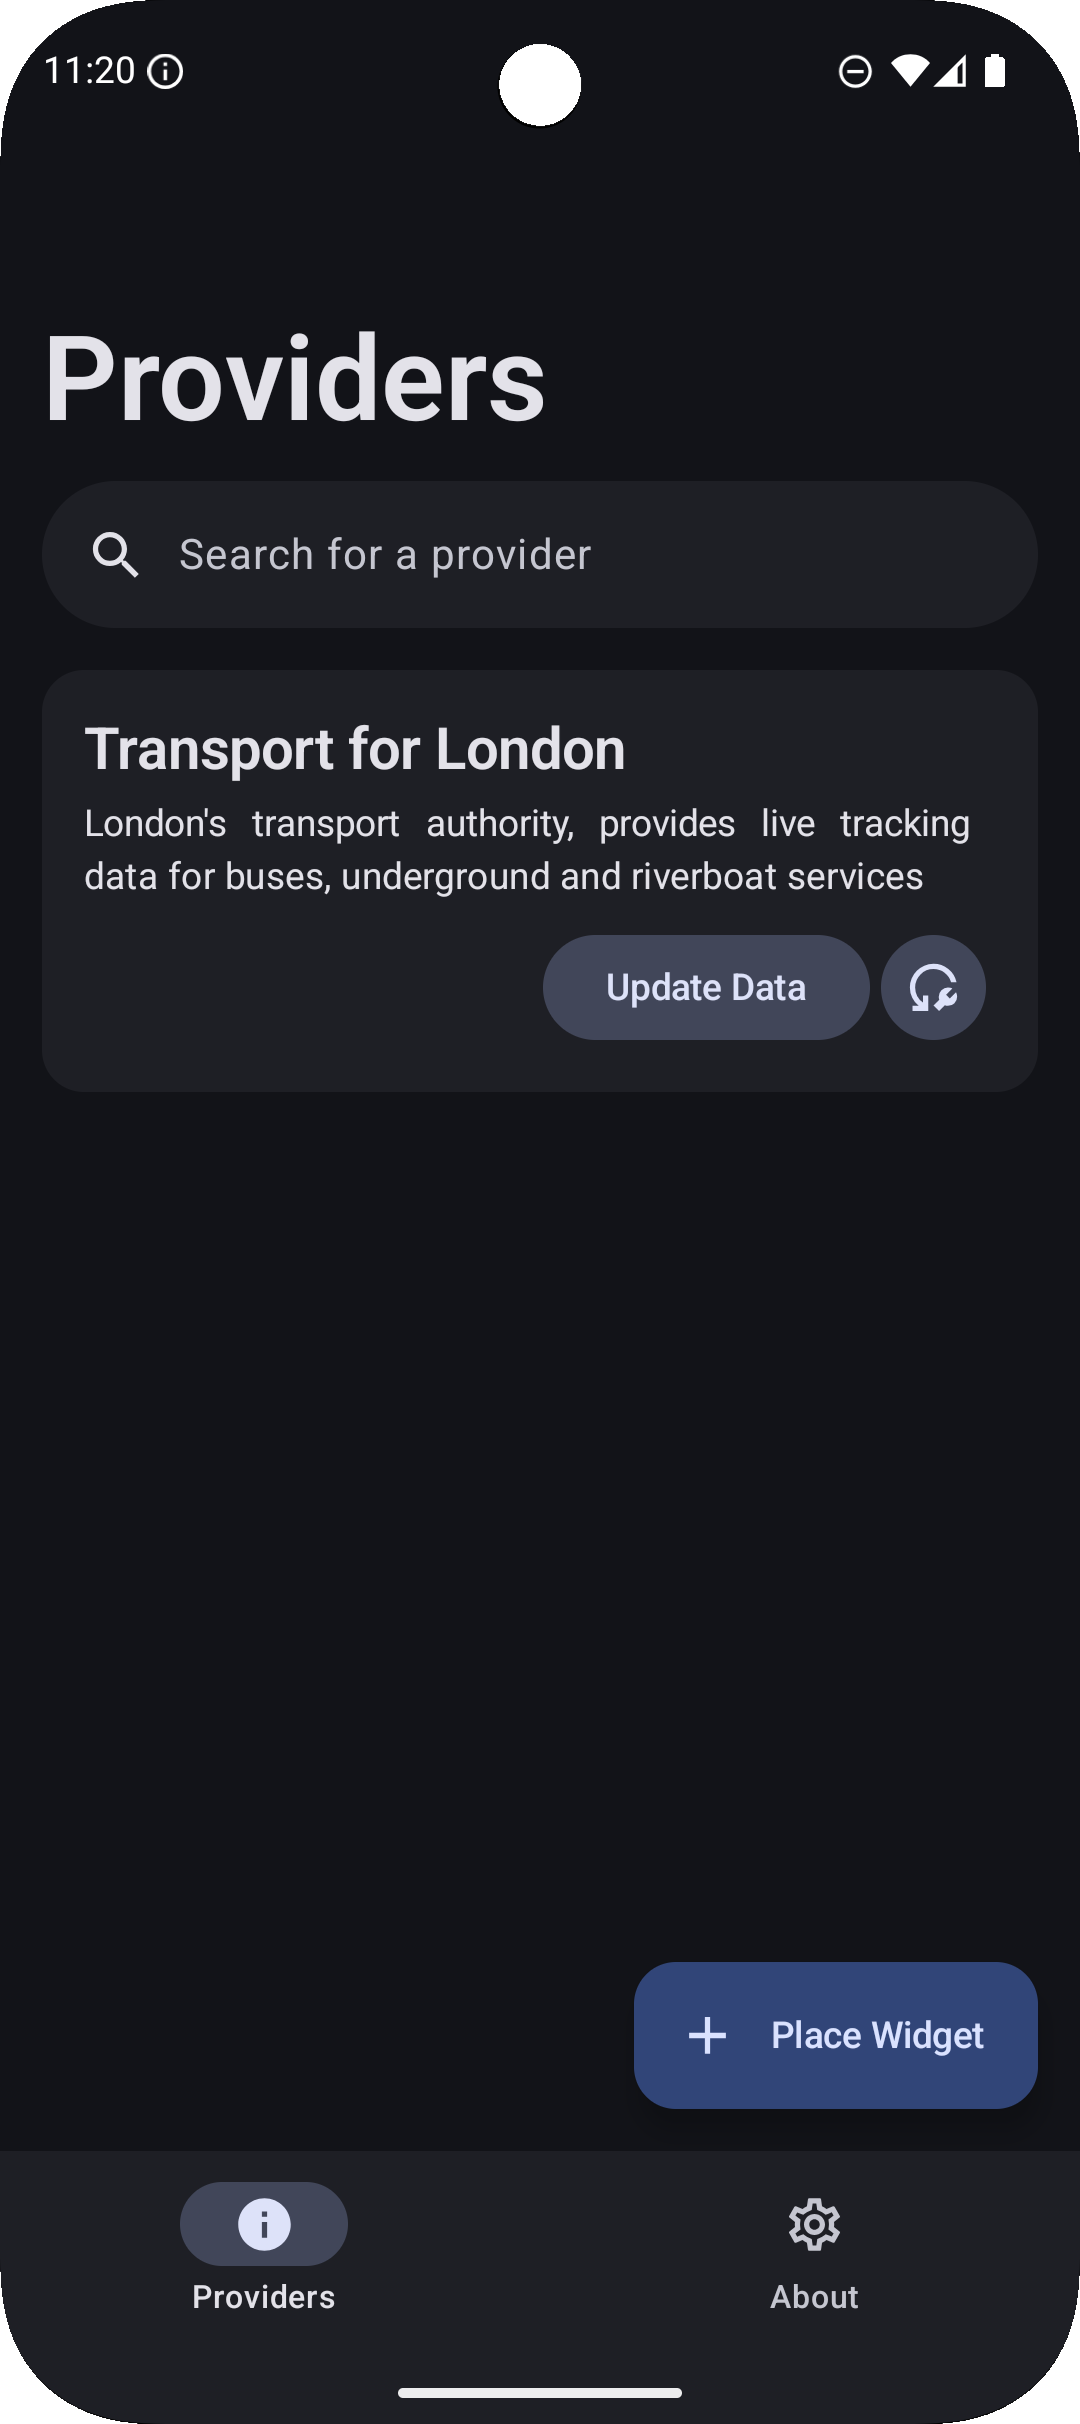 11:20
Providers
Search for a provider
Transport for London
London's transport authority, provides live tracking
data for buses, underground and riverboat services
Update Data
Place Widget
Providers
About